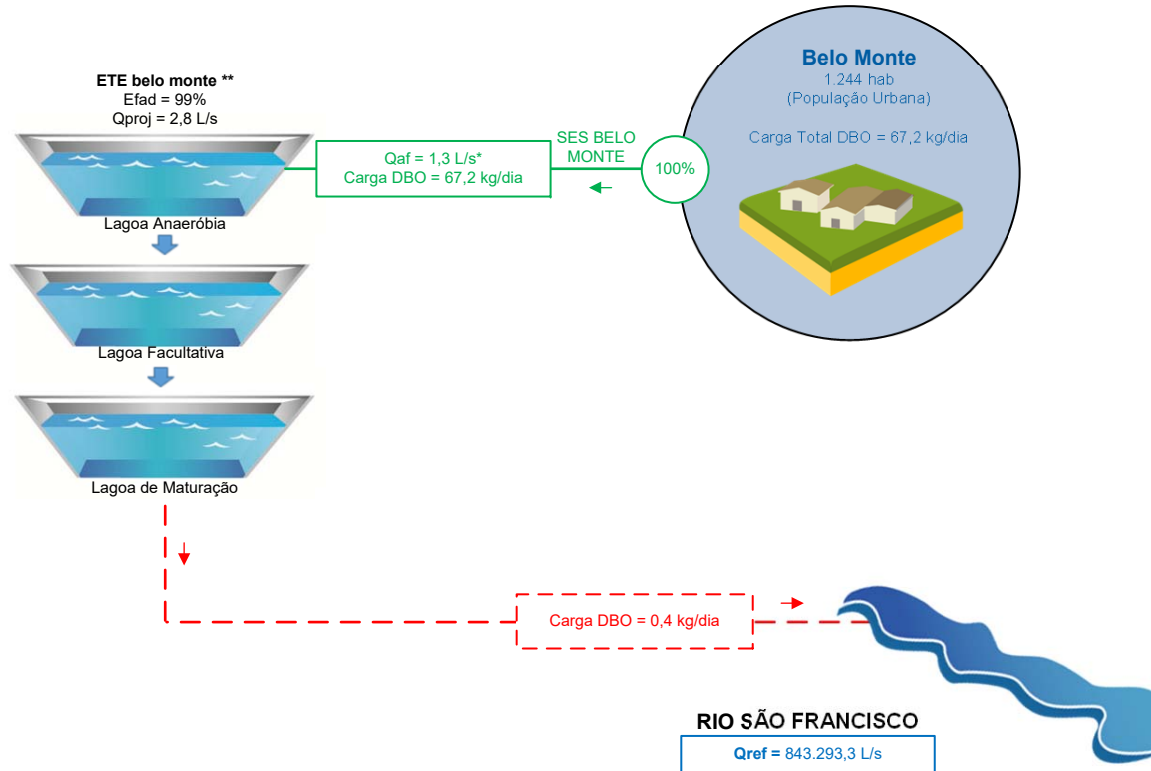 ETE belo monte **
Efad = 99%
Qproj = 2,8 L/s
Lagoa Anaeróbia
Lagoa Facultativa
Lagoa de Maturação
Qaf = 1,3 L/s*
Carga DBO = 67,2 kg/dia
SES BELO
MONTE
100%
Belo Monte
1.244 hab
(População Urbana)
Carga Total DBO = 67,2 kg/dia
Carga DBO = 0,4 kg/dia
RIO SÃO FRANCISCO
Qref = 843.293,3 L/s